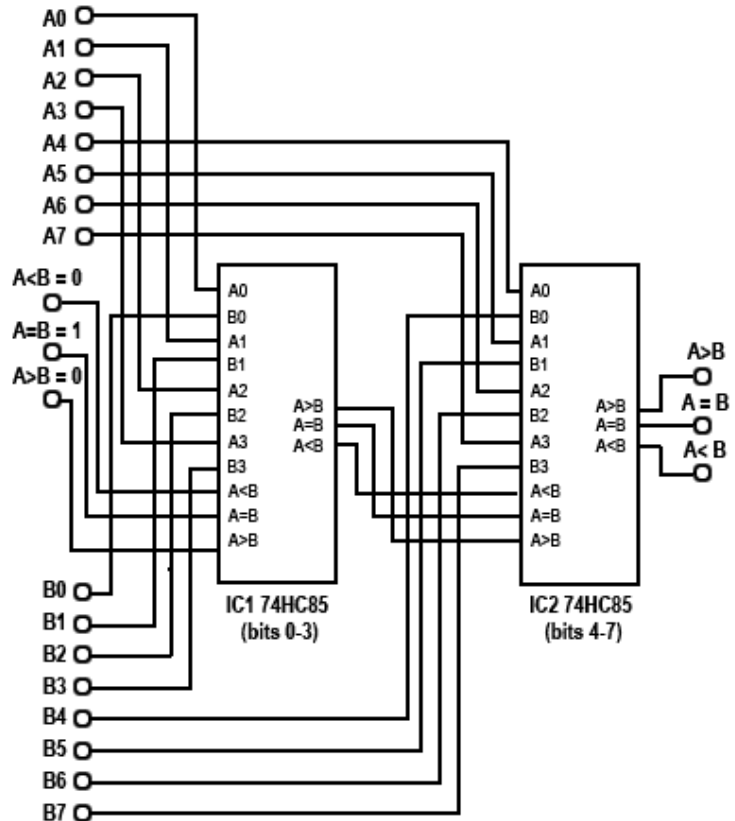 A0
A1
A2
A3
A4
A5
A6
A7
A<B = 0
A=B = 1
A>B = 0
A0
B0
A1
B1
A2
B2
A3
B3
A<B
A=B
A>B
A>B
A=B
A<B
IC1 74HC85
(bits 0-3)
A0
B0
A1
B1
A2
B2
A3
B3
A<B
A=B
A>B
A>B
A=B
A<B
IC2 74HC85
(bits 4-7)
A>B
A = B
A< B
B0
B1
B2
B3
B4
B5
B6
B7